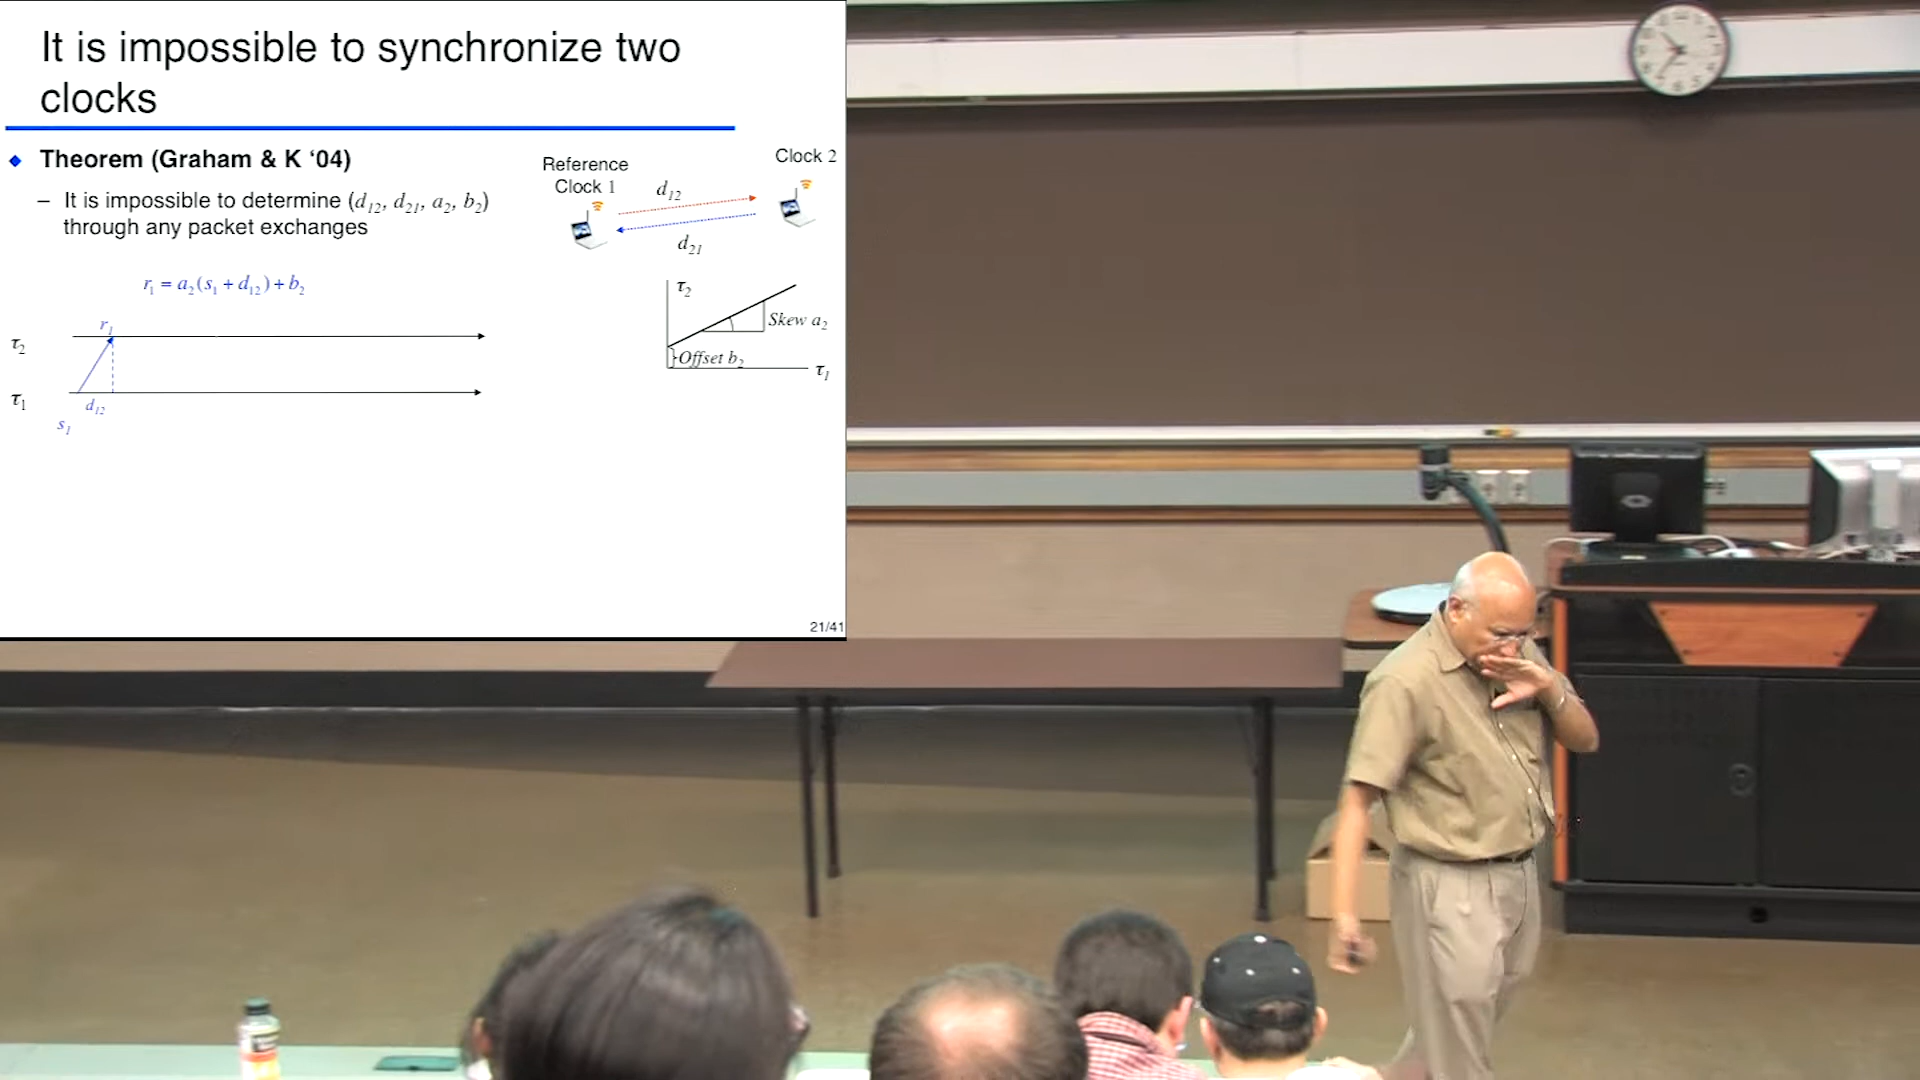 It is impossible to synchronize two
clocks
Theorem (Graham & K ‘04)
– It is impossible to determine (d12, d21, a2, b2)
through any packet exchanges
Reference
Clock 1
Clock 2
d12
d21
r1 = a2(s1 + d12) + b2
τ2
r1
τ1
d12
s1
τ2
Skew a2
Offset b2
τ1
21/41